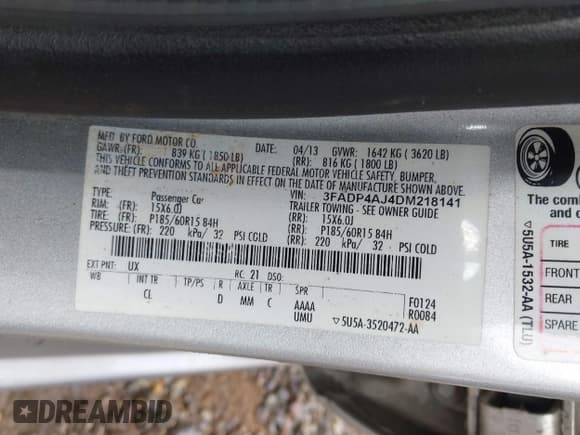 MFD. BY FORD MOTOR CO.
DATE: 04/13 GVWR: 1642 KG ( 3620 LB)
GAWR: (FR): 839 KG ( 1850 LB) (RR): 816 KG ( 1800 LB)
THIS VEHICLE CONFORMS TO ALL APPLICABLE FEDERAL MOTOR VEHICLE SAFETY, BUMPER,
AND THEFT PREVENTION STANDARDS IN EFFECT ON THE DATE OF MANUFACTURE SHOWN ABOVE.
VIN: 3FADP4AJ4DM218141
TYPE: Passenger Car TRAILER TOWING - SEE OWNER GUIDE
RIM: (FR): 15X6.0J (RR): 15X6.0J
TIRE: (FR): P185/60R15 84H (RR): P185/60R15 84H
PRESSURE: (FR): 220 kPa/ 32 PSI COLD (RR): 220 kPa/ 32 PSI COLD
EXT PNT: UX RC: 21 DSO:
WB INT TR TP/PS R AXLE TR SPR
CL D MM C AAAA F0124
UMU R0084
▽5U5A-3520472-AA
The combined
▽5U5A-1532-AA (TLU)
TIRE
FRONT
REAR
SPARE
DREAMBID